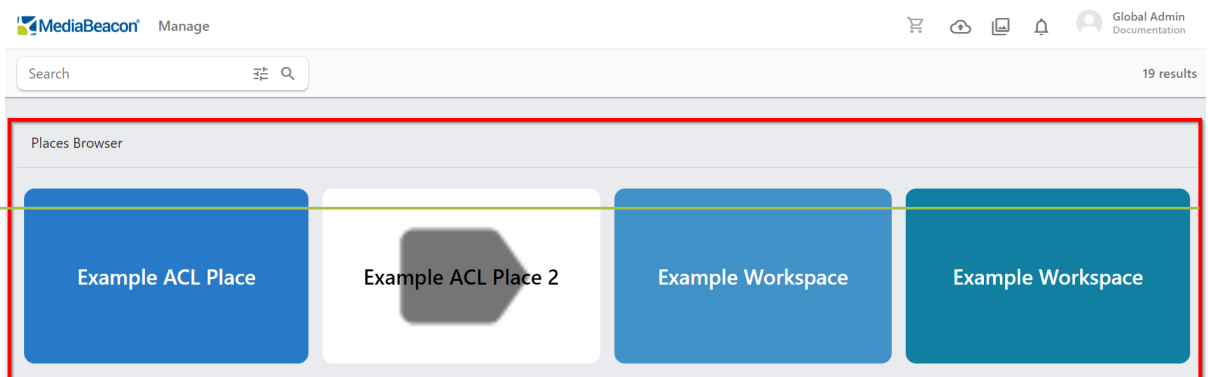 MediaBeacon® Manage
Global Admin
Documentation
Search
19 results
Places Browser
Example ACL Place
Example ACL Place 2
Example Workspace
Example Workspace